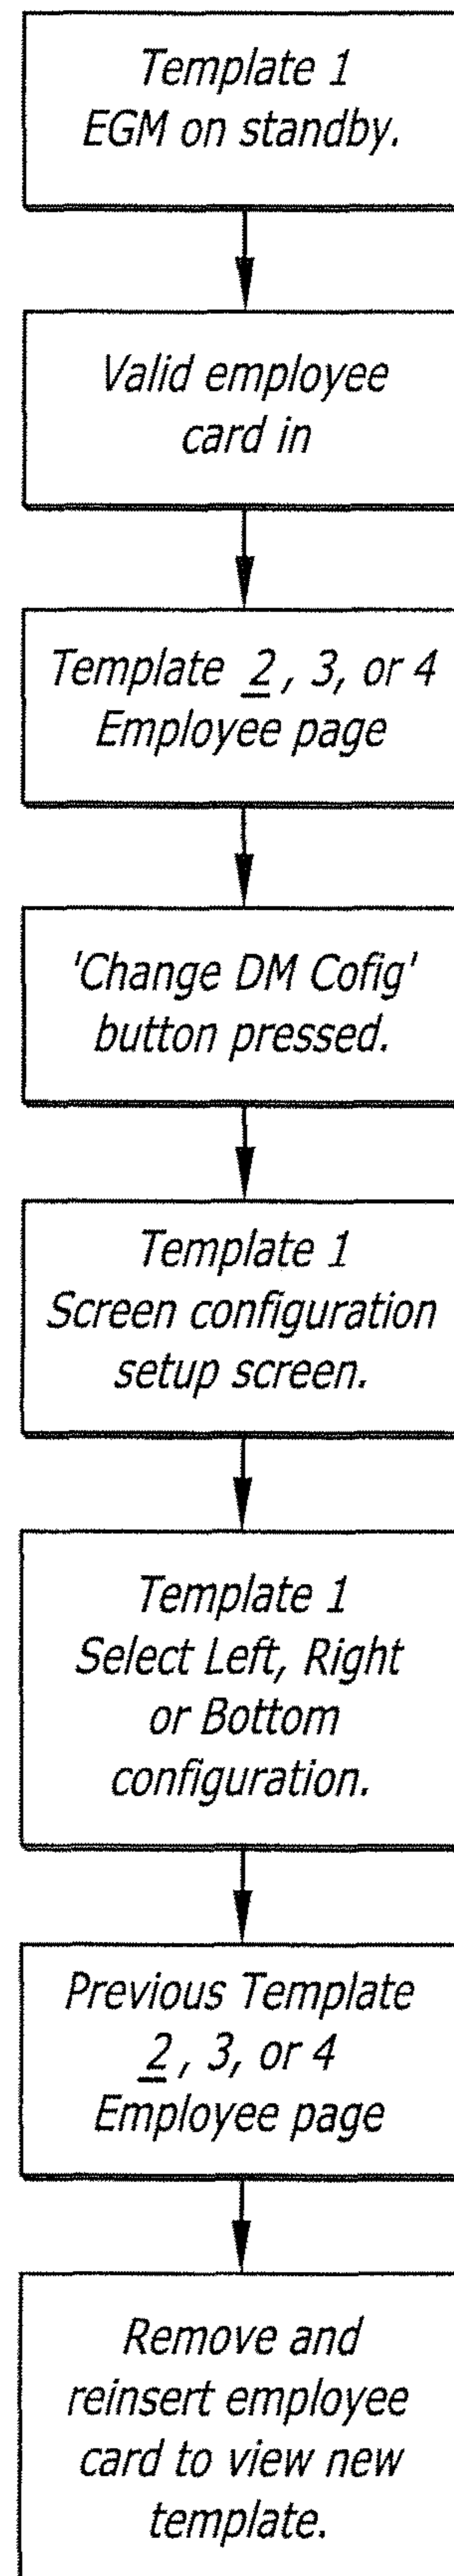 Template 1
EGM on standby.
Valid employee
card in
Template 2, 3, or 4
Employee page
'Change DM Cofig'
button pressed.
Template 1
Screen configuration
setup screen.
Template 1
Select Left, Right
or Bottom
configuration.
Previous Template
2, 3, or 4
Employee page
Remove and
reinsert employee
card to view new
template.